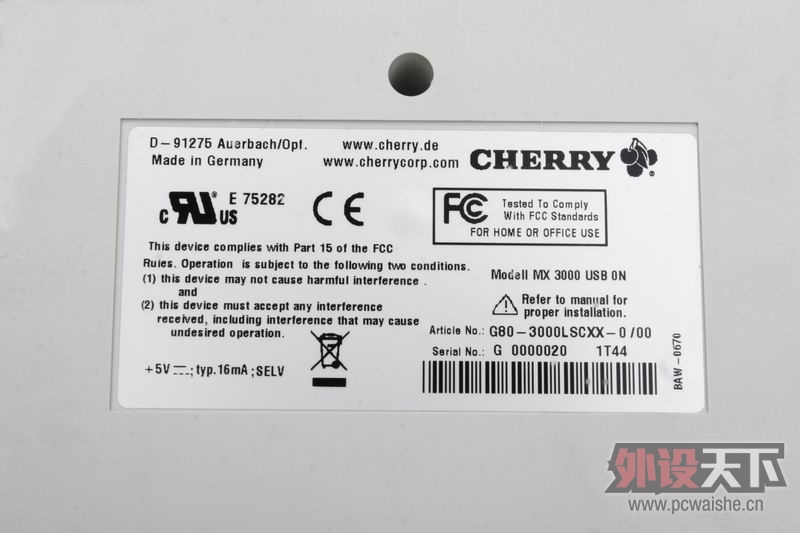 D-91275 Auerbach/Opf. www.cherry.de
Made in Germany www.cherrycorp.com CHERRY
c RU US E 75282 CE
FC Tested To Comply
With FCC Standards
FOR HOME OR OFFICE USE
This device complies with Part 15 of the FCC
Ruies. Operation is subject to the following two conditions.
(1) this device may not cause harmful interference .
and
(2) this device must accept any interference
received, including interference that may cause
undesired operation.
+5V ; typ.16mA ; SELV
Modell MX 3000 USB 0N
Refer to manual for
proper installation.
Article No.: G80-3000LSCXX-0/00
Serial No.: G 0000020 1T44
BAW-0670
外设天下
www.pcwaishe.cn